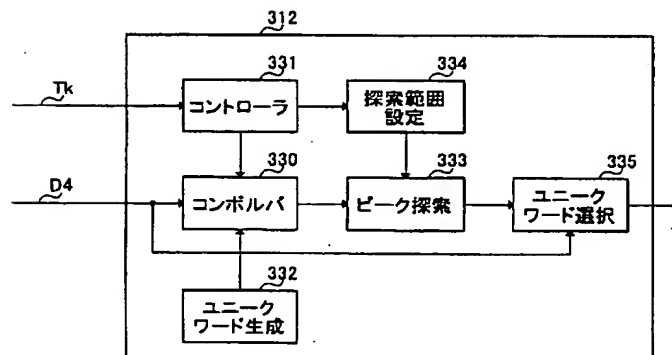 312
331
334
Tk
コントローラ
探索範囲
設定
330
333
335
D4
コンボルバ
ピーク探索
ユニーク
ワード選択
332
ユニーク
ワード生成